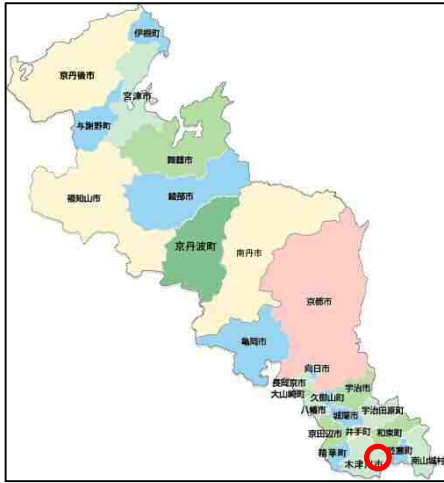 伊根町
京丹後市
宮津市
与謝野町
舞鶴市
福知山市
綾部市
京丹波町
南丹市
京都市
亀岡市
向日市
長岡京市
大山崎町
宇治市
久御山町
八幡市
城陽市
宇治田原町
京田辺市
井手町
和束町
精華町
笠置町
南山城村
木津川市